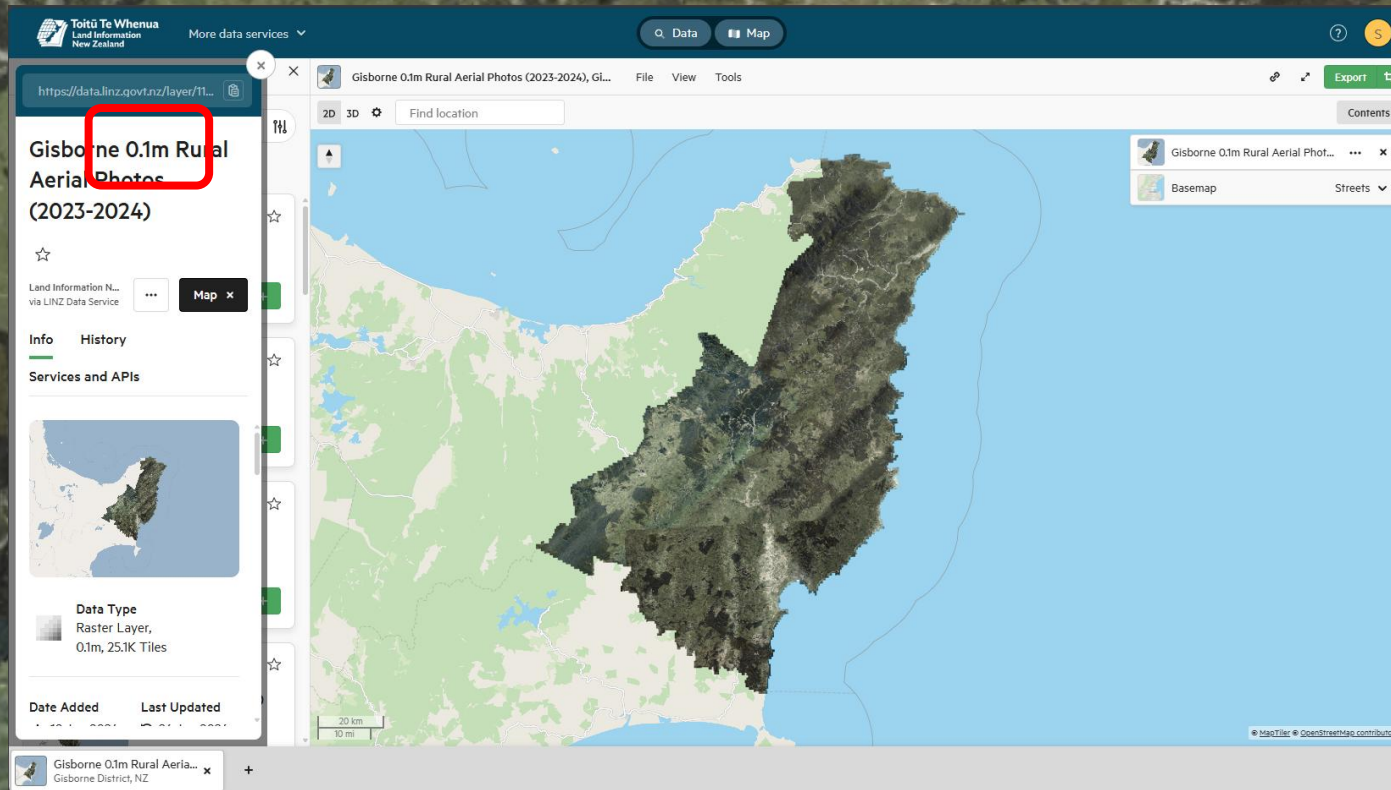 Toitū Te Whenua
Land Information
New Zealand
More data services
Data
Map
?
S
https://data.linz.govt.nz/layer/11...
Gisborne 0.1m Rural
Aerial Photos
(2023-2024)
Land Information N...
via LINZ Data Service
...
Map ×
Info History
Services and APIs
Data Type
Raster Layer,
0.1m, 25.1K Tiles
Date Added Last Updated
Gisborne 0.1m Rural Aerial Photos (2023-2024), Gi...
File View Tools
Export
2D 3D
Find location
Contents
Gisborne 0.1m Rural Aerial Phot... ... ×
Basemap Streets
20 km
10 mi
© MapTiler © OpenStreetMap contributo
Gisborne 0.1m Rural Aeria... × +
Gisborne District, NZ